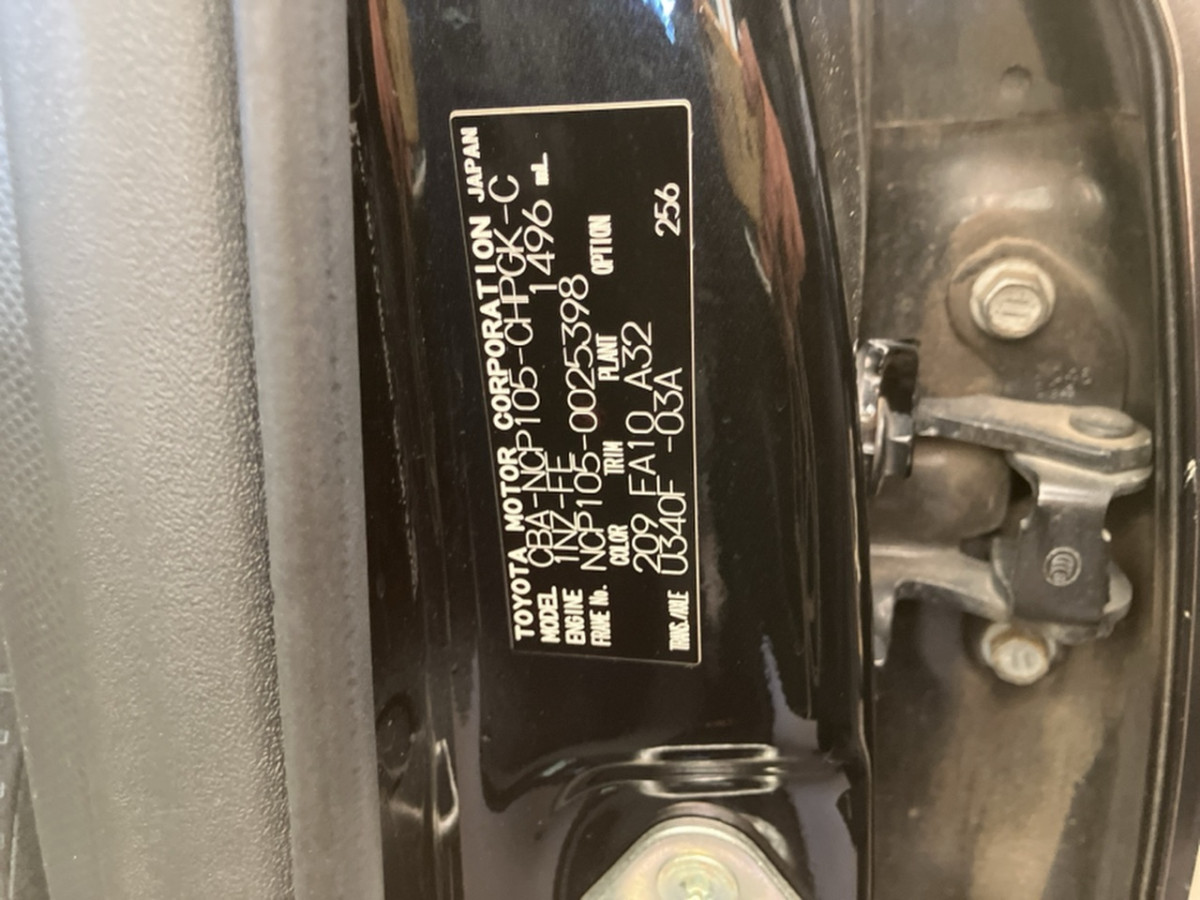 TOYOTA MOTOR CORPORATION JAPAN
MODEL CBA-NCP105-CHPGK-C
ENGINE 1NZ-FE 1496 mL
FRAME No. NCP105-0025398
COLOR TRIM PLANT OPTION
209 FA10 A32
TRANS./AXLE U340F -03A 256